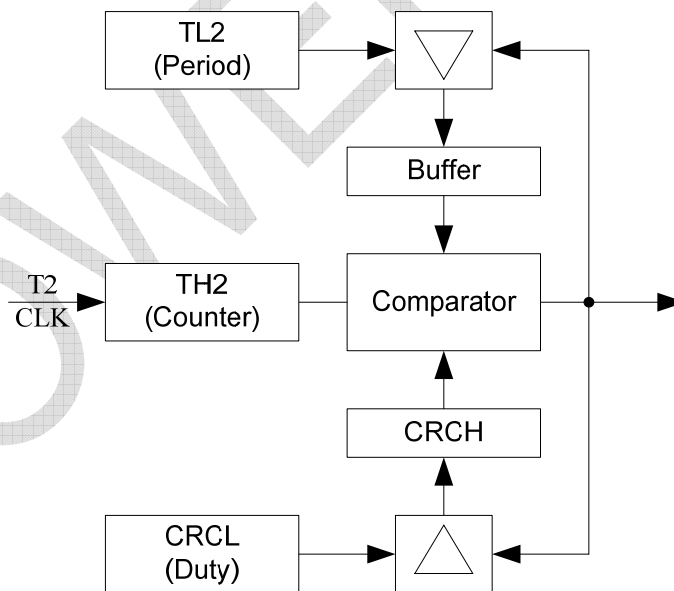 TL2
(Period)
Buffer
T2
CLK
TH2
(Counter)
Comparator
CRCH
CRCL
(Duty)